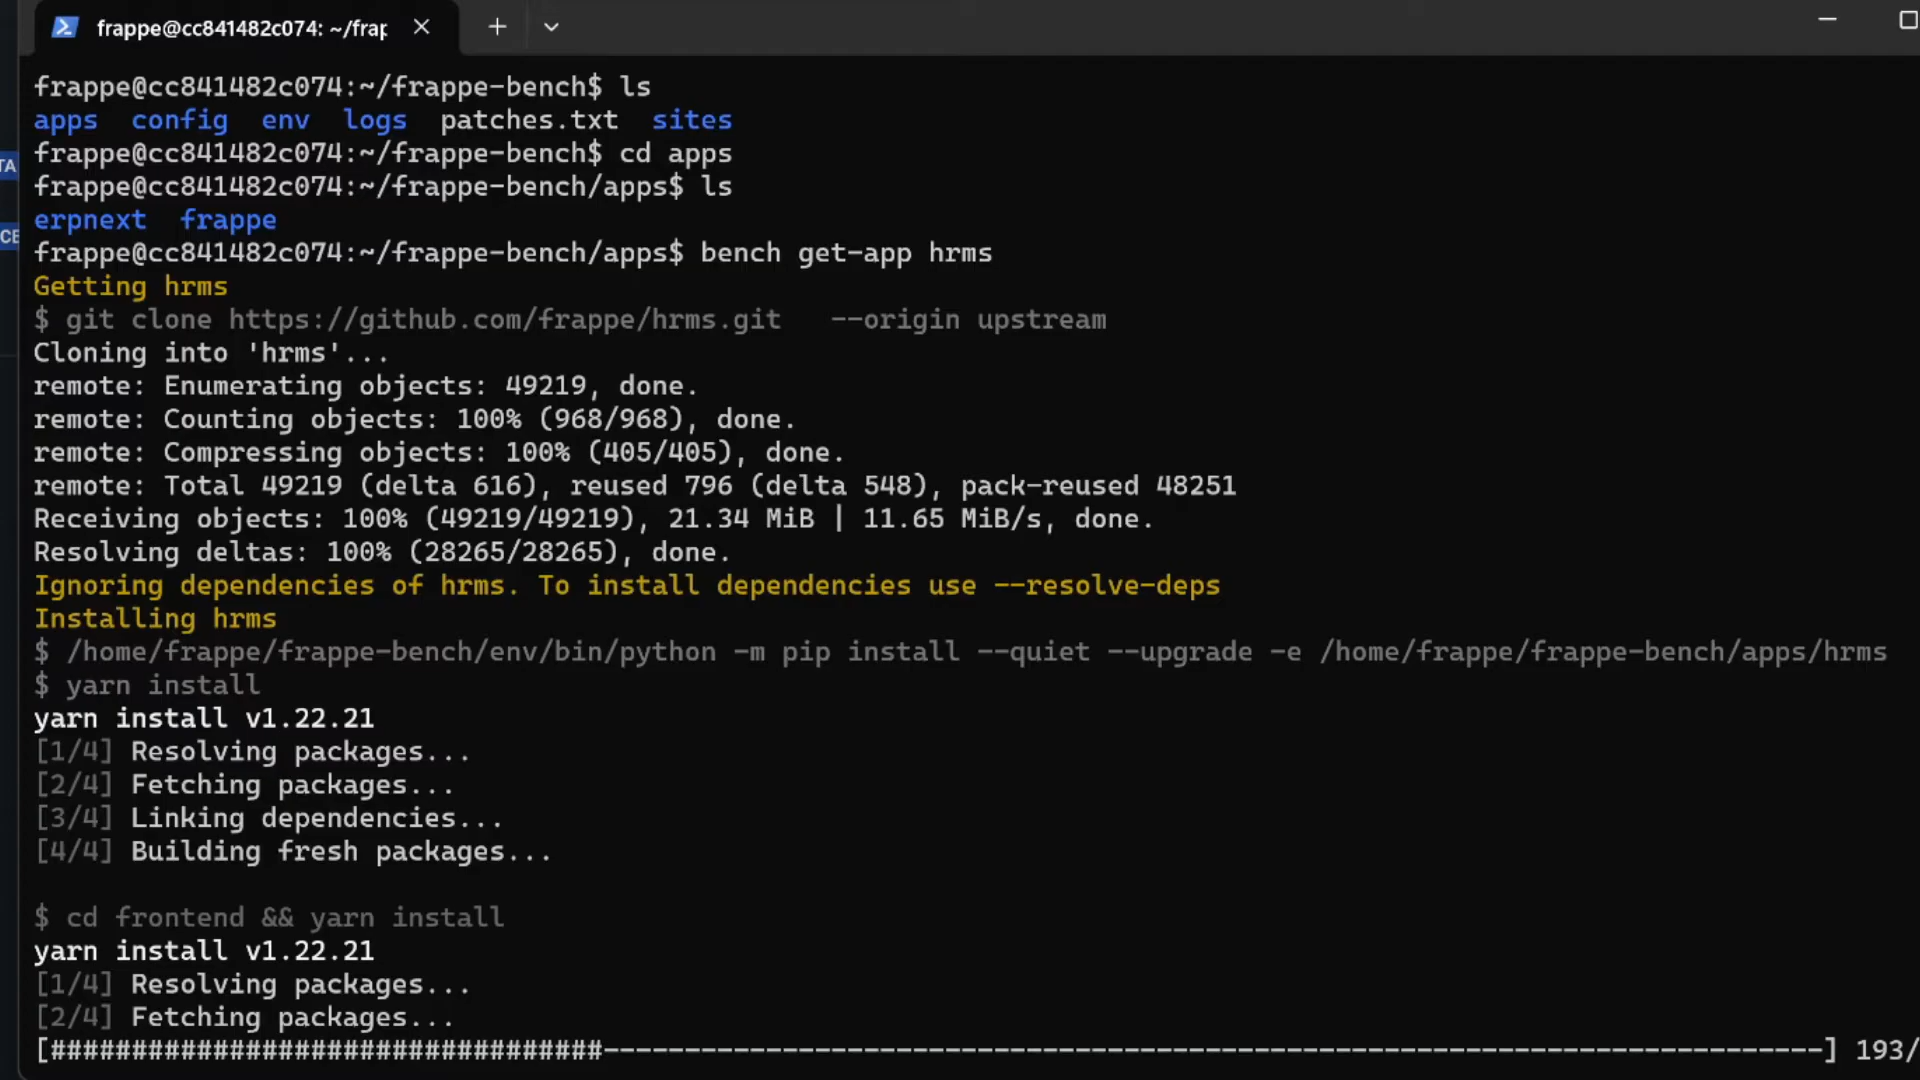 frappe@cc841482c074: ~/frap
frappe@cc841482c074:~/frappe-bench$ ls
apps  config  env  logs  patches.txt  sites
frappe@cc841482c074:~/frappe-bench$ cd apps
TA
frappe@cc841482c074:~/frappe-bench/apps$ ls
erpnext  frappe
CE
frappe@cc841482c074:~/frappe-bench/apps$ bench get-app hrms
Getting hrms
$ git clone https://github.com/frappe/hrms.git   --origin upstream
Cloning into 'hrms'...
remote: Enumerating objects: 49219, done.
remote: Counting objects: 100% (968/968), done.
remote: Compressing objects: 100% (405/405), done.
remote: Total 49219 (delta 616), reused 796 (delta 548), pack-reused 48251
Receiving objects: 100% (49219/49219), 21.34 MiB | 11.65 MiB/s, done.
Resolving deltas: 100% (28265/28265), done.
Ignoring dependencies of hrms. To install dependencies use --resolve-deps
Installing hrms
$ /home/frappe/frappe-bench/env/bin/python -m pip install --quiet --upgrade -e /home/frappe/frappe-bench/apps/hrms
$ yarn install
yarn install v1.22.21
[1/4] Resolving packages...
[2/4] Fetching packages...
[3/4] Linking dependencies...
[4/4] Building fresh packages...
$ cd frontend && yarn install
yarn install v1.22.21
[1/4] Resolving packages...
[2/4] Fetching packages...
[##################################---------------------------------------------------------------------------] 193/